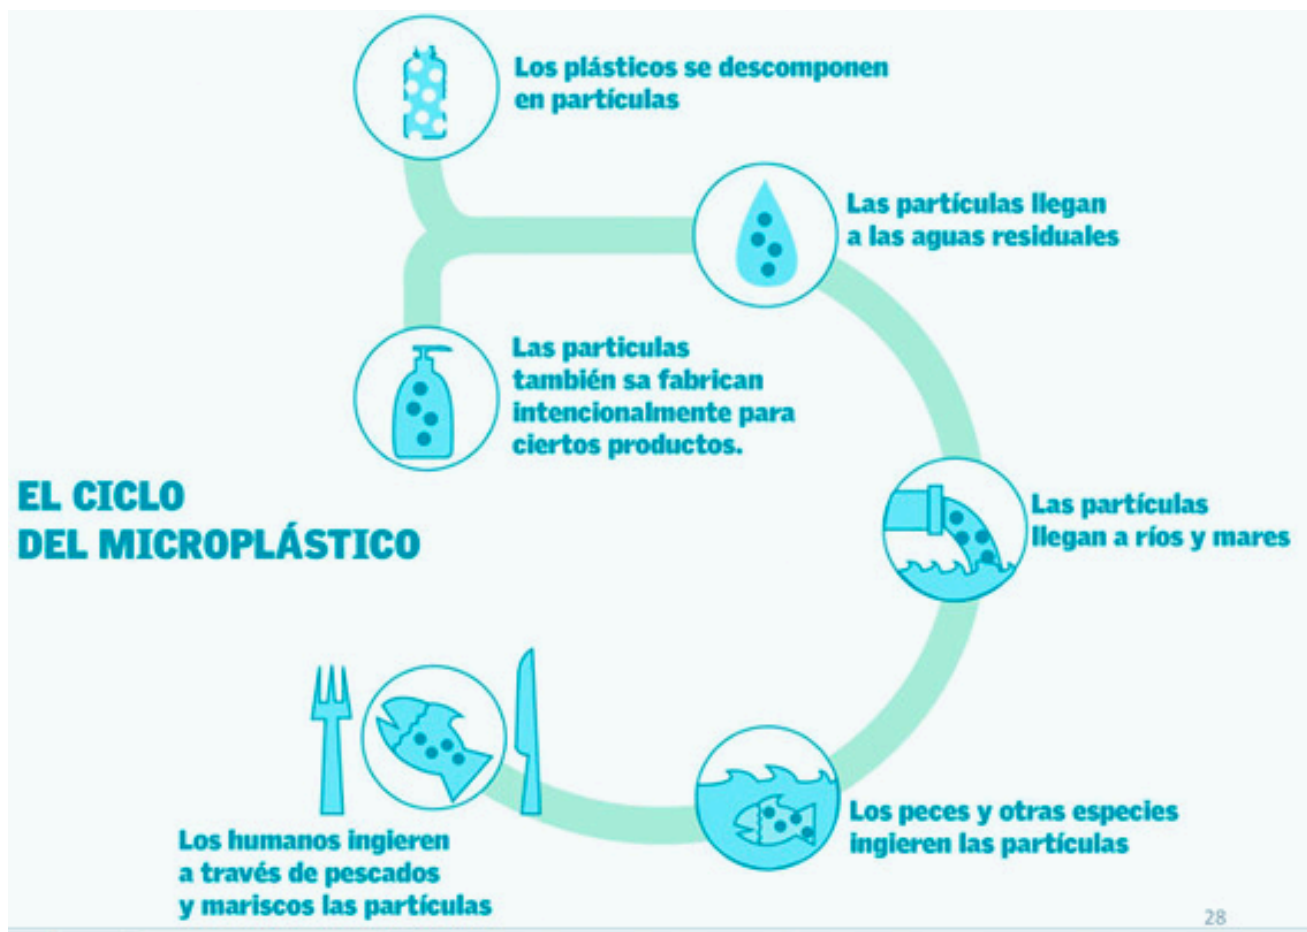 Los plásticos se descomponen
en partículas
Las partículas llegan
a las aguas residuales
Las particulas
también sa fabrican
intencionalmente para
ciertos productos.
EL CICLO
DEL MICROPLÁSTICO
Las partículas
llegan a ríos y mares
Los peces y otras especies
ingieren las partículas
Los humanos ingieren
a través de pescados
y mariscos las partículas
28